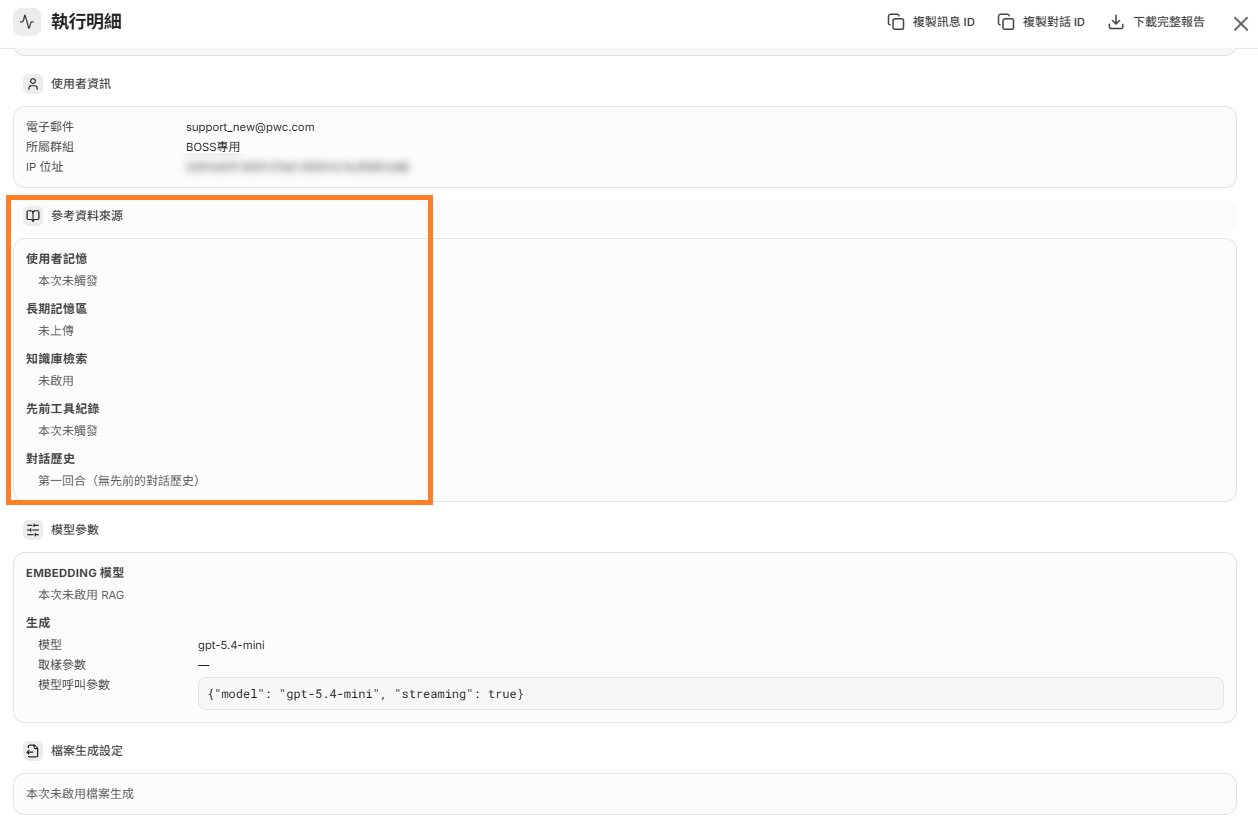 執行明細
複製訊息 ID
複製對話 ID
下載完整報告
使用者資訊
電子郵件 support_new@pwc.com
所屬群組 BOSS專用
IP 位址
參考資料來源
使用者記憶
本次未觸發
長期記憶區
未上傳
知識庫檢索
未啟用
先前工具紀錄
本次未觸發
對話歷史
第一回合（無先前的對話歷史）
模型參數
EMBEDDING 模型
本次未啟用 RAG
生成
模型 gpt-5.4-mini
取樣參數 —
模型呼叫參數 {"model": "gpt-5.4-mini", "streaming": true}
檔案生成設定
本次未啟用檔案生成